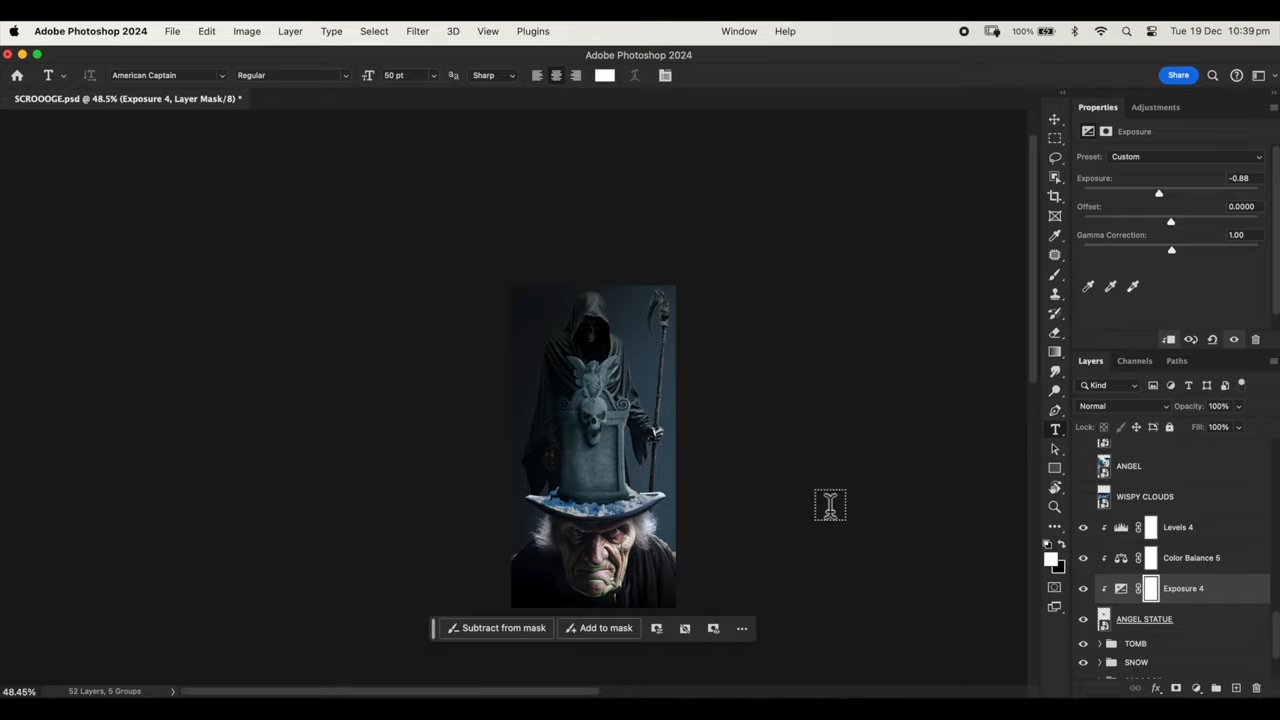 Adobe Photoshop 2024 File Edit Image Layer Type Select Filter 3D View Plugins Window Help 100% Tue 19 Dec 10:39 pm
Adobe Photoshop 2024
American Captain Regular 50 pt Sharp Share
SCROOOGE.psd @ 48.5% (Exposure 4, Layer Mask/8) *
Properties Adjustments
Exposure
Preset: Custom
Exposure: -0.88
Offset: 0.0000
Gamma Correction: 1.00
Layers Channels Paths
Kind
Normal Opacity: 100%
Lock: Fill: 100%
ANGEL
WISPY CLOUDS
Levels 4
Color Balance 5
Exposure 4
ANGEL STATUE
TOMB
SNOW
Subtract from mask Add to mask
48.45% 52 Layers, 5 Groups